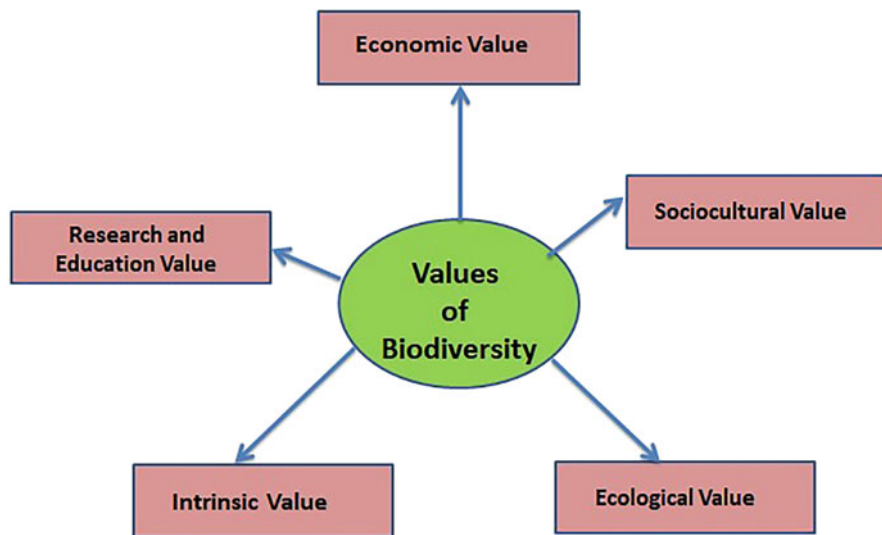 Economic Value
Sociocultural Value
Research and
Education Value
Values
of
Biodiversity
Intrinsic Value
Ecological Value